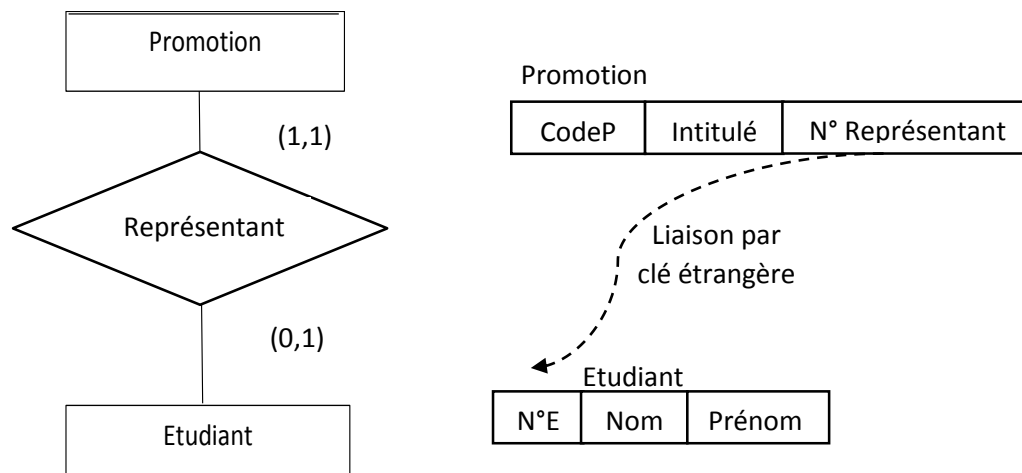 Promotion
(1,1)
Représentant
(0,1)
Etudiant
Promotion
CodeP Intitulé N° Représentant
Liaison par
clé étrangère
Etudiant
N°E Nom Prénom